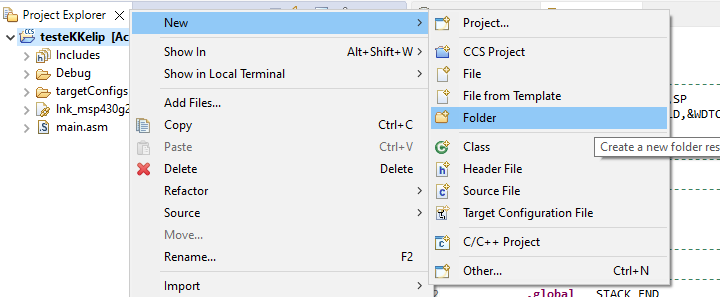 Project Explorer
testeKKelip [Ac
Includes
Debug
targetConfigs
lnk_msp430g2
main.asm
New
Show In Alt+Shift+W
Show in Local Terminal
Add Files...
Copy Ctrl+C
Paste Ctrl+V
Delete Delete
Refactor
Source
Move...
Rename... F2
Import
Project...
CCS Project
File
File from Template
Folder
Class
Header File
Source File
Target Configuration File
C/C++ Project
Other... Ctrl+N
SP
LD,&WDTC
Create a new folder res
2 .global __STACK_END